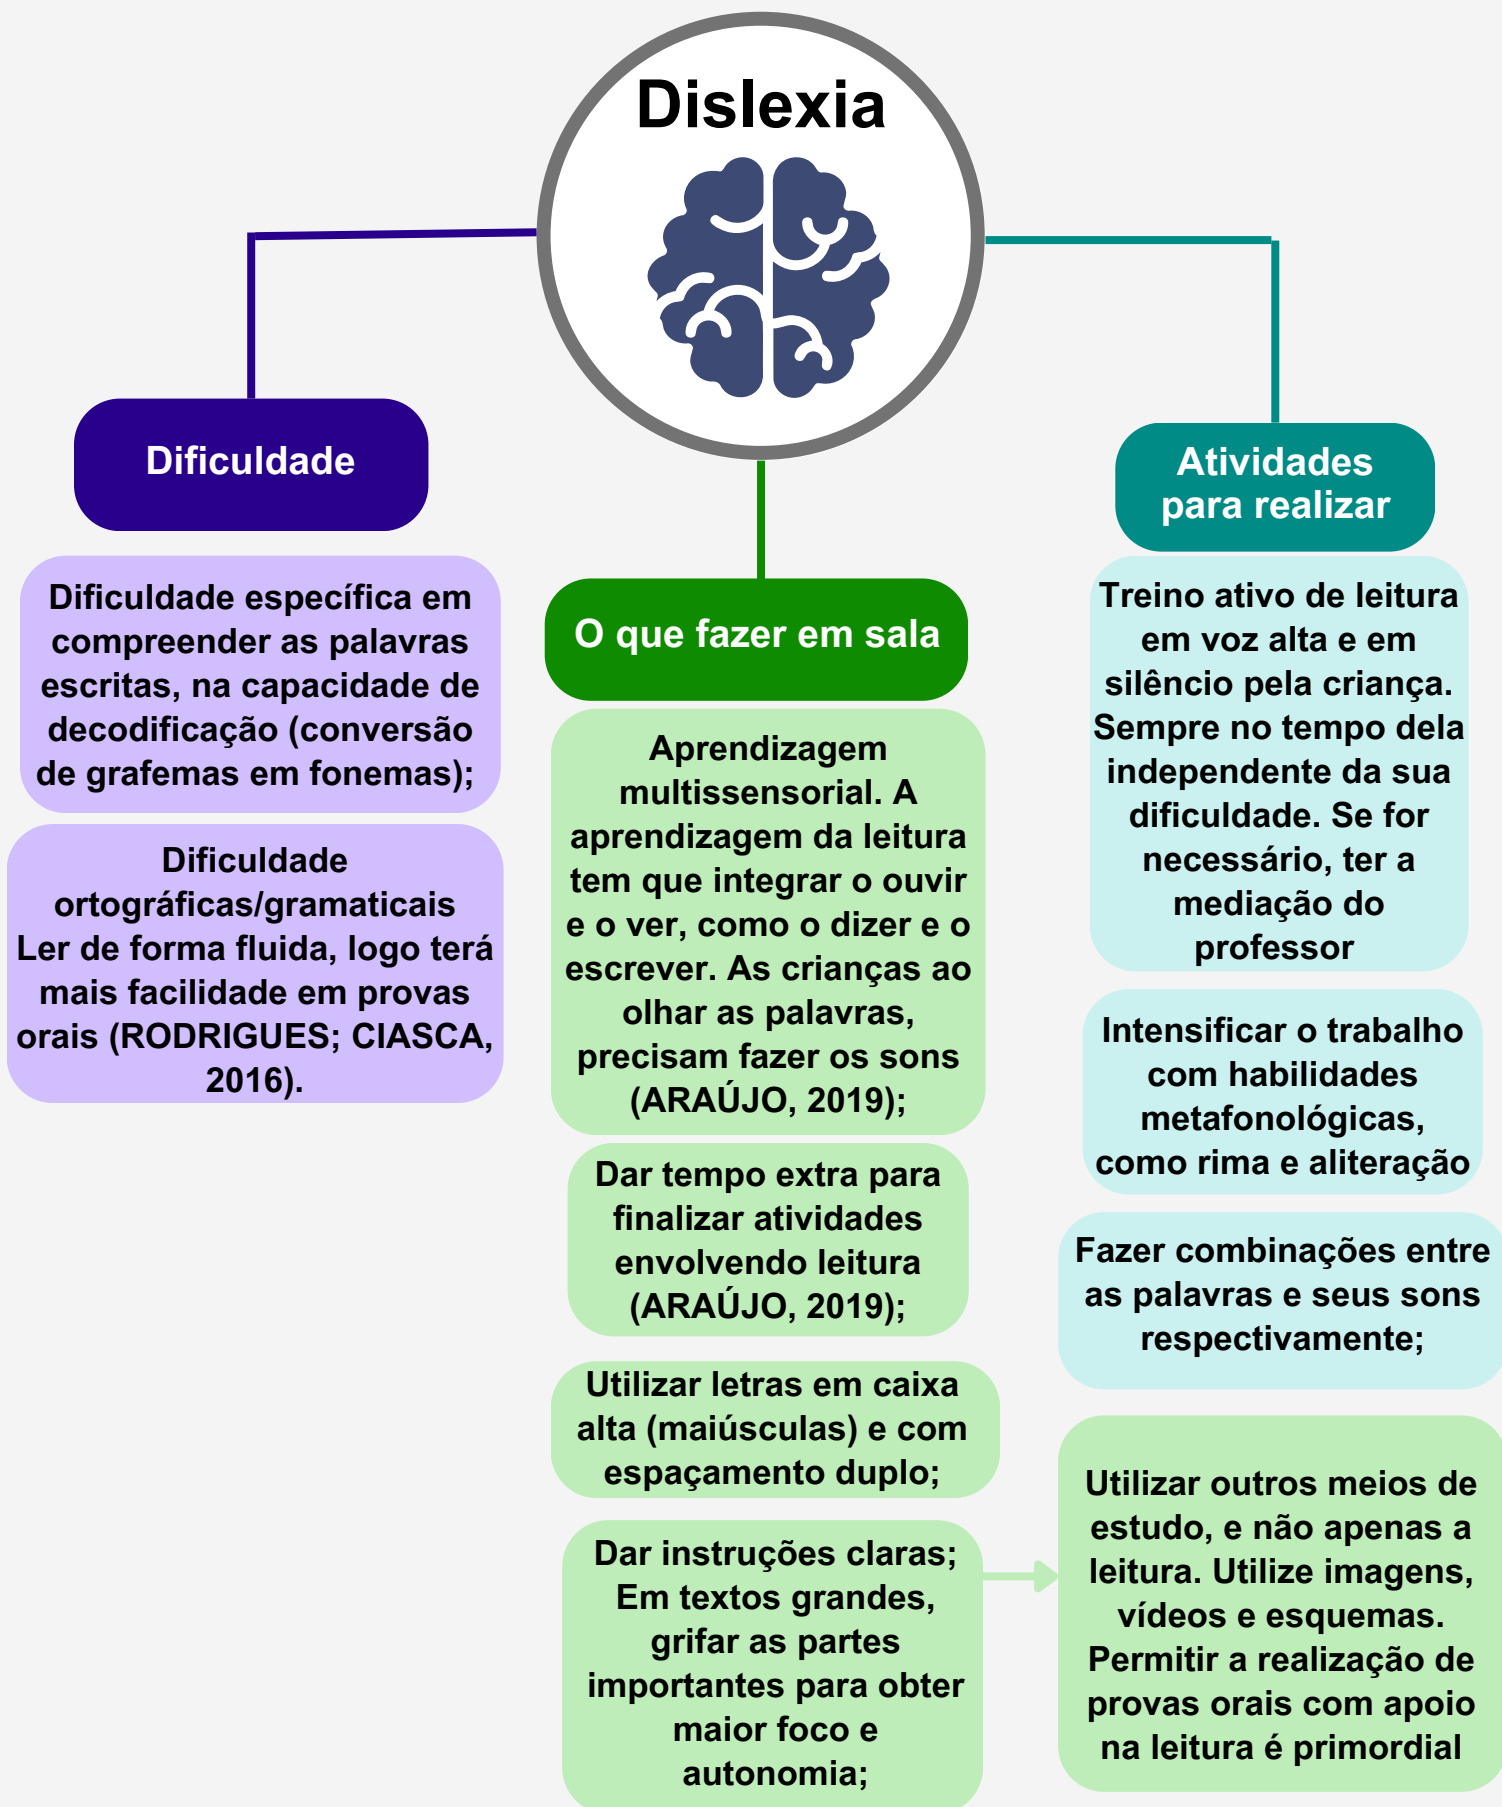 Dislexia
Dificuldade
Dificuldade específica em
compreender as palavras
escritas, na capacidade de
decodificação (conversão
de grafemas em fonemas);
Dificuldade
ortográficas/gramaticais
Ler de forma fluida, logo terá
mais facilidade em provas
orais (RODRIGUES; CIASCA,
2016).
O que fazer em sala
Aprendizagem
multissensorial. A
aprendizagem da leitura
tem que integrar o ouvir
e o ver, como o dizer e o
escrever. As crianças ao
olhar as palavras,
precisam fazer os sons
(ARAÚJO, 2019);
Dar tempo extra para
finalizar atividades
envolvendo leitura
(ARAÚJO, 2019);
Utilizar letras em caixa
alta (maiúsculas) e com
espaçamento duplo;
Dar instruções claras;
Em textos grandes,
grifar as partes
importantes para obter
maior foco e
autonomia;
Utilizar outros meios de
estudo, e não apenas a
leitura. Utilize imagens,
vídeos e esquemas.
Permitir a realização de
provas orais com apoio
na leitura é primordial
Atividades
para realizar
Treino ativo de leitura
em voz alta e em
silêncio pela criança.
Sempre no tempo dela
independente da sua
dificuldade. Se for
necessário, ter a
mediação do
professor
Intensificar o trabalho
com habilidades
metafonológicas,
como rima e aliteração
Fazer combinações entre
as palavras e seus sons
respectivamente;